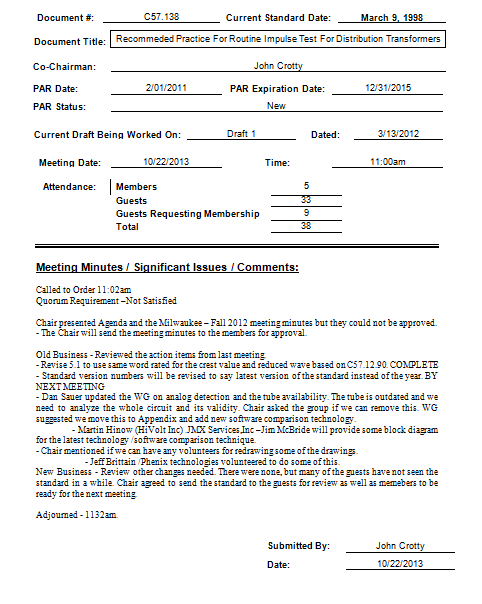 Document #: C57.138 Current Standard Date: March 9, 1998
Document Title: Recommeded Practice For Routine Impulse Test For Distribution Transformers
Co-Chairman: John Crotty
PAR Date: 2/01/2011 PAR Expiration Date: 12/31/2015
PAR Status: New
Current Draft Being Worked On: Draft 1 Dated: 3/13/2012
Meeting Date: 10/22/2013 Time: 11:00am
Attendance: Members 5
Guests 33
Guests Requesting Membership 9
Total 38
Meeting Minutes / Significant Issues / Comments:
Called to Order 11:02am
Quorum Requirement –Not Satisfied
Chair presented Agenda and the Milwaukee – Fall 2012 meeting minutes but they could not be approved.
- The Chair will send the meeting minutes to the members for approval.
Old Business - Reviewed the action items from last meeting
- Revise 5.1 to use same word rated for the crest value and reduced wave based on C57.12.90. COMPLETE
- Standard version numbers will be revised to say latest version of the standard instead of the year. BY
NEXT MEETING
- Dan Sauer updated the WG on analog detection and the tube availability. The tube is outdated and we
need to analyze the whole circuit and its validity. Chair asked the group if we can remove this. WG
suggested we move this to Appendix and add new software comparison technology.
- Martin Hinow (HiVolt Inc) JMX Services,Inc –Jim McBride will provide some block diagram
for the latest technology /software comparison technique.
- Chair mentioned if we can have any volunteers for redrawing some of the drawings.
- Jeff Brittain /Phenix technologies volunteered to do some of this.
New Business - Review other changes needed. There were none, but many of the guests have not seen the
standard in a while. Chair agreed to send the standard to the guests for review as well as memebers to be
ready for the next meeting.
Adjourned - 1132am.
Submitted By: John Crotty
Date: 10/22/2013